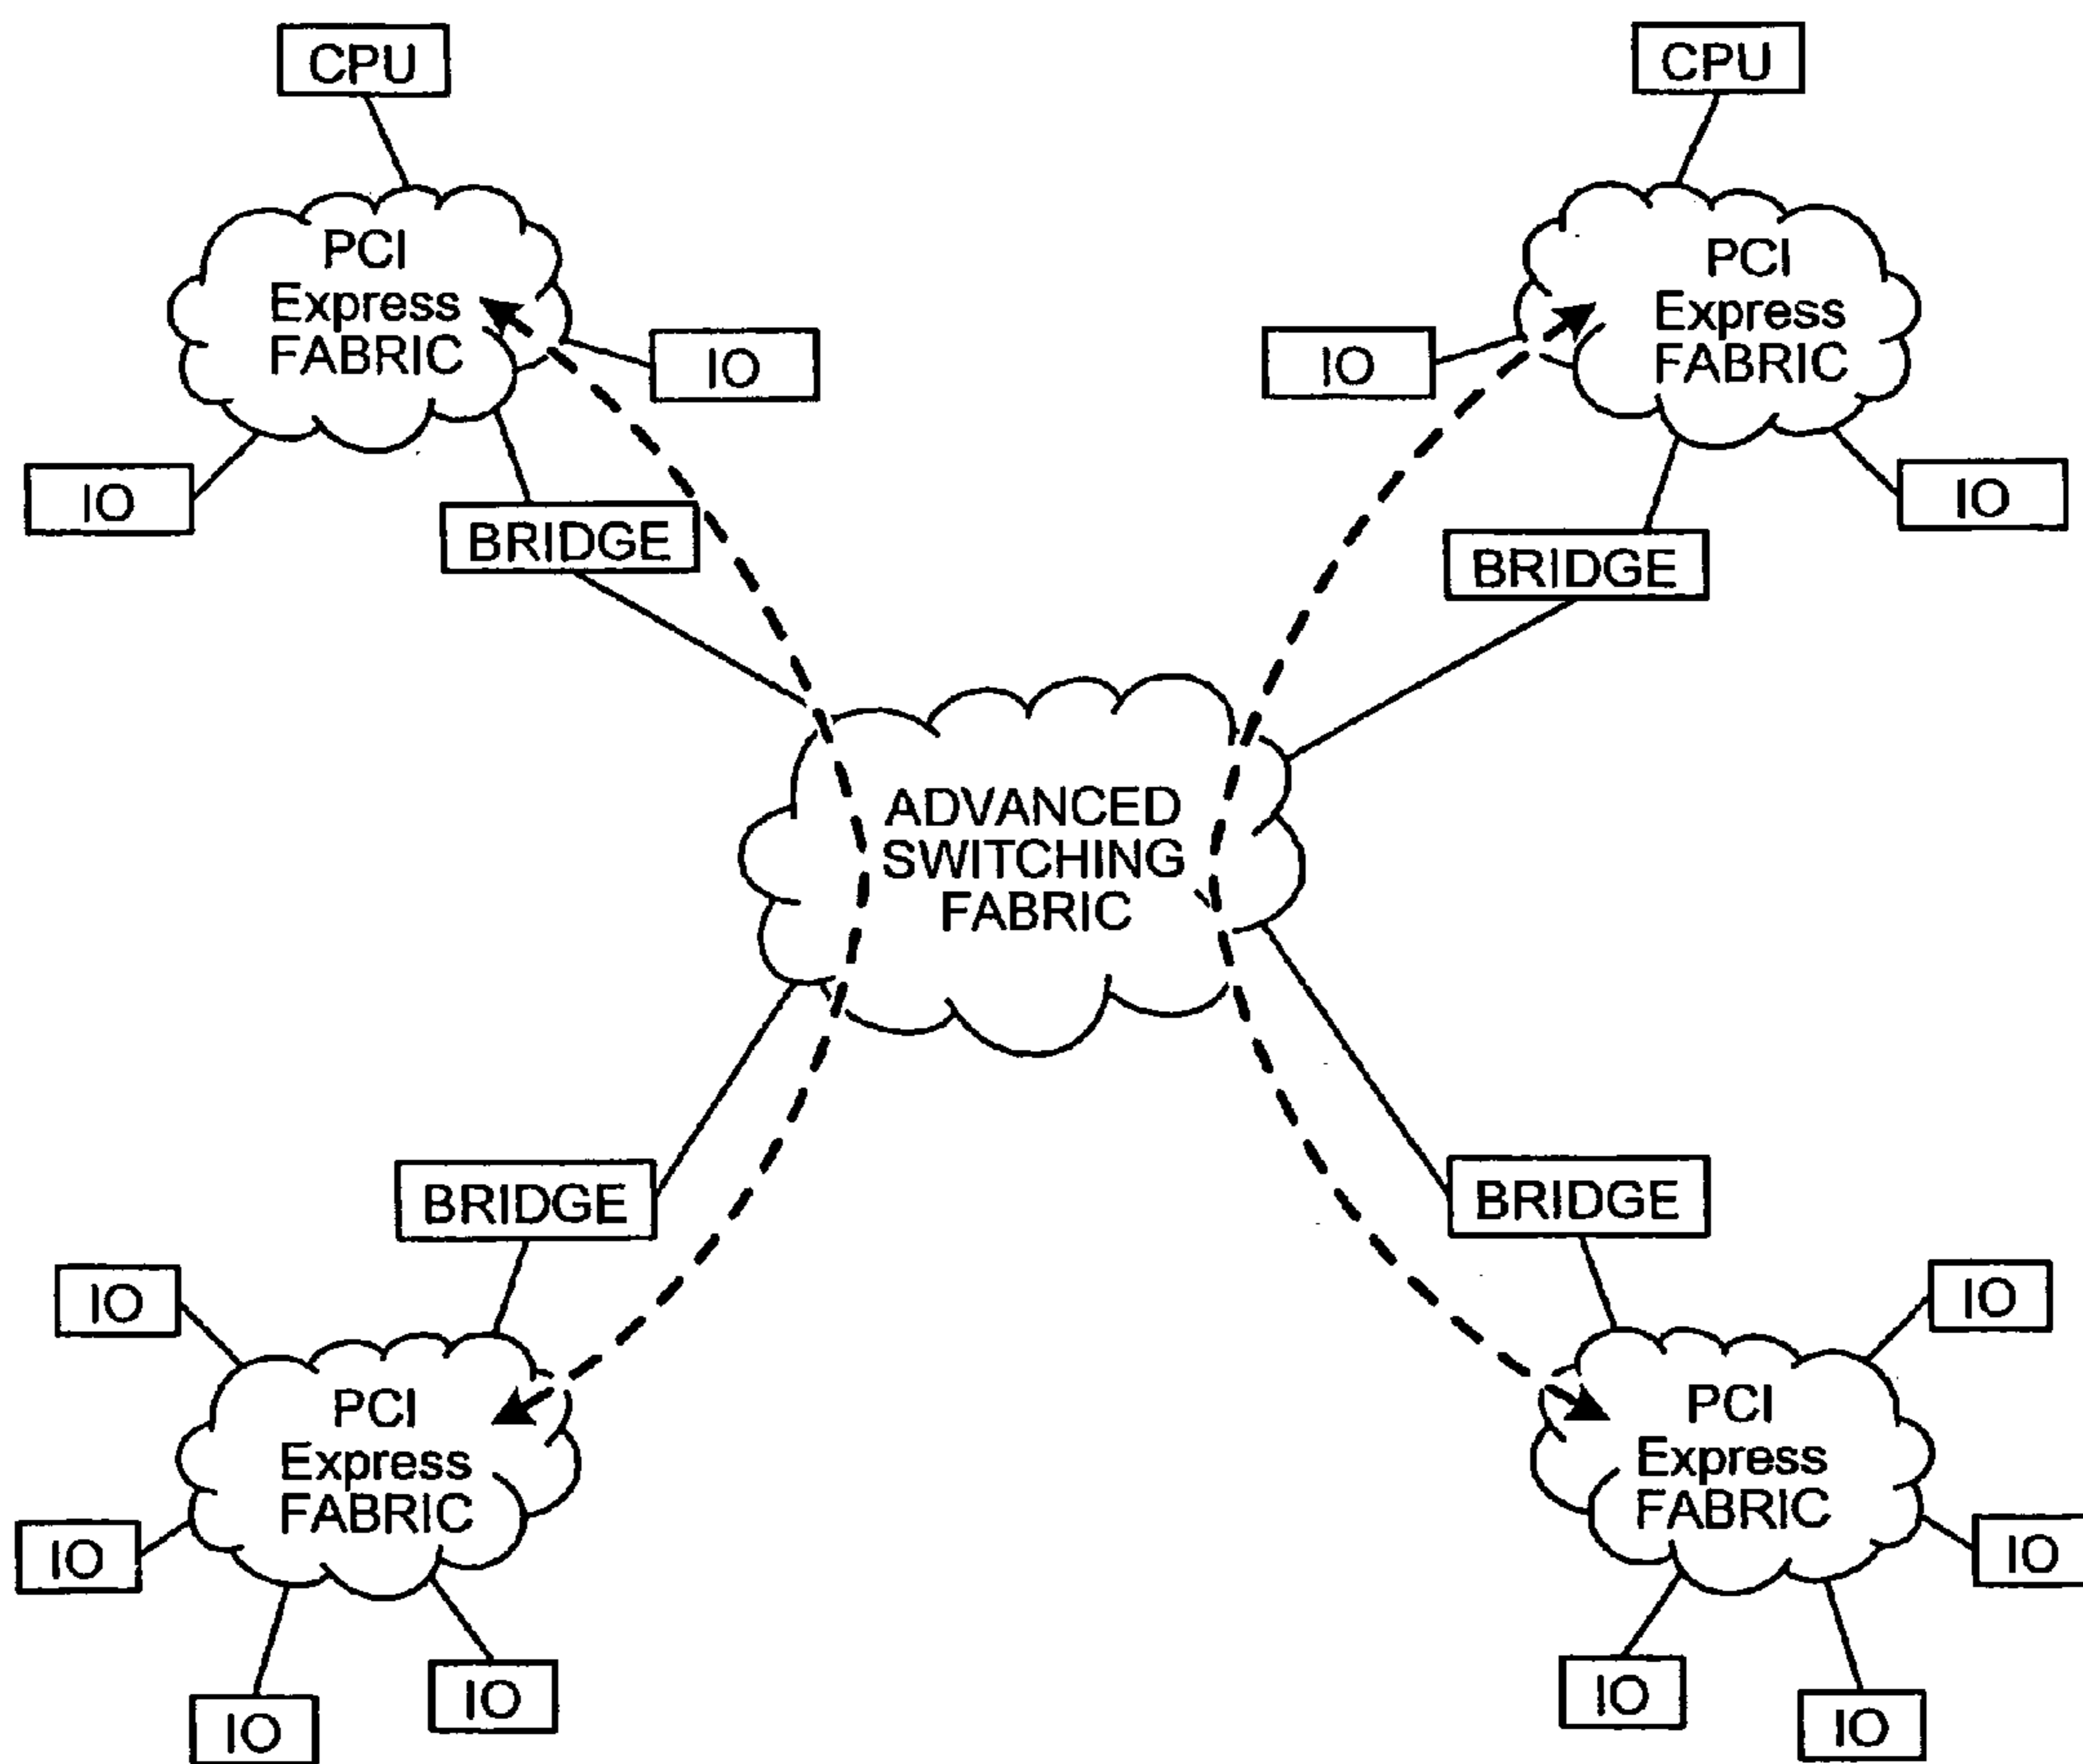 CPU
CPU
PCI
Express
FABRIC
PCI
Express
FABRIC
IO
IO
IO
IO
BRIDGE
BRIDGE
ADVANCED
SWITCHING
FABRIC
BRIDGE
BRIDGE
IO
IO
PCI
Express
FABRIC
PCI
Express
FABRIC
IO
IO
IO
IO
IO
IO